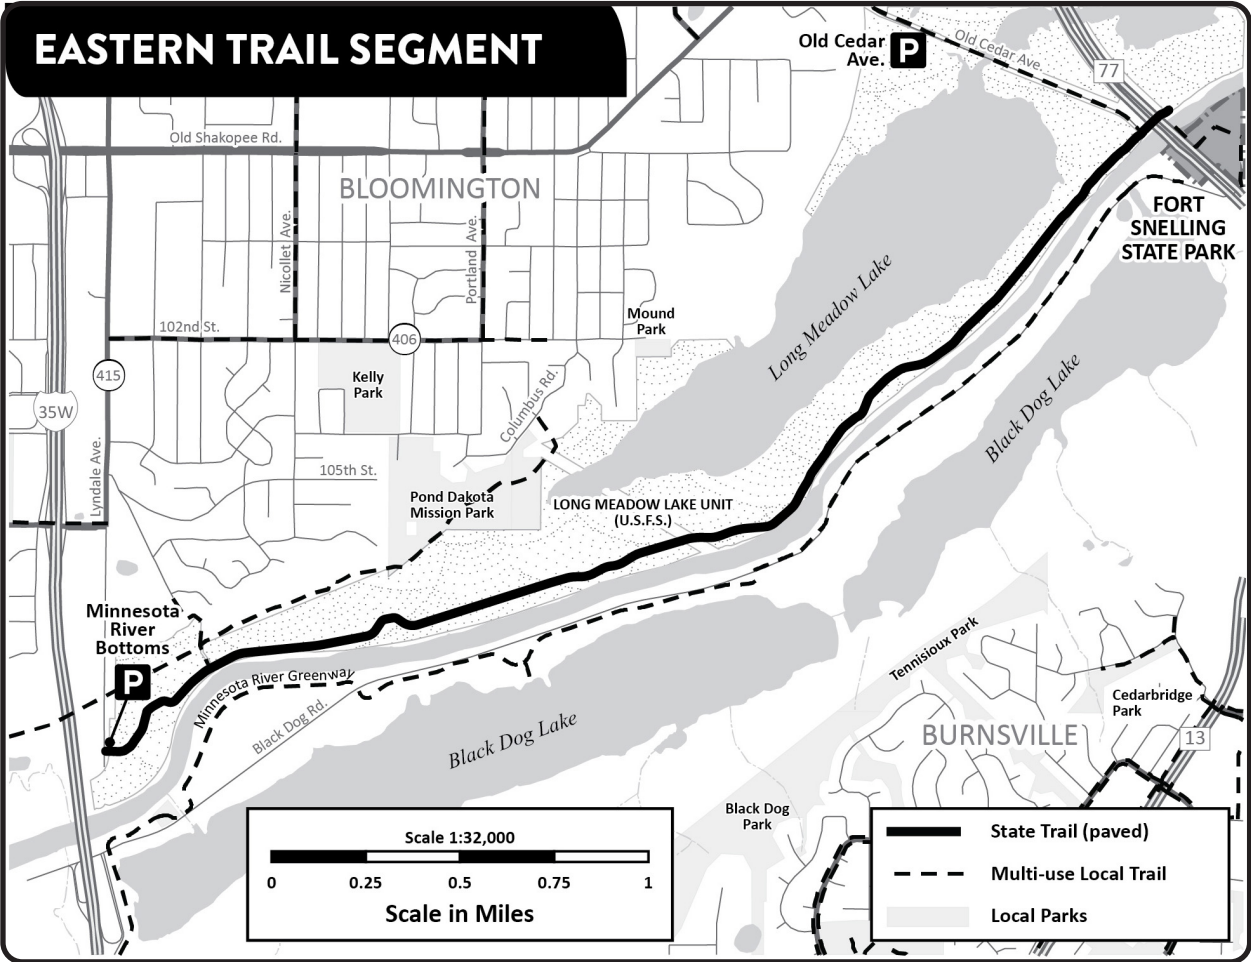 EASTERN TRAIL SEGMENT
Old Cedar
Ave.
P
Old Cedar Ave.
77
Old Shakopee Rd.
BLOOMINGTON
Nicollet Ave.
Portland Ave.
FORT
SNELLING
STATE PARK
102nd St.
406
Mound
Park
Long Meadow Lake
415
Kelly
Park
35W
Columbus Rd.
Black Dog Lake
Lyndale Ave.
105th St.
Pond Dakota
Mission Park
LONG MEADOW LAKE UNIT
(U.S.F.S.)
Minnesota
River
Bottoms
P
Minnesota River Greenway
Black Dog Rd.
Black Dog Lake
Tennisioux Park
Cedarbridge
Park
BURNSVILLE
13
Black Dog
Park
Scale 1:32,000
0 0.25 0.5 0.75 1
Scale in Miles
State Trail (paved)
Multi-use Local Trail
Local Parks